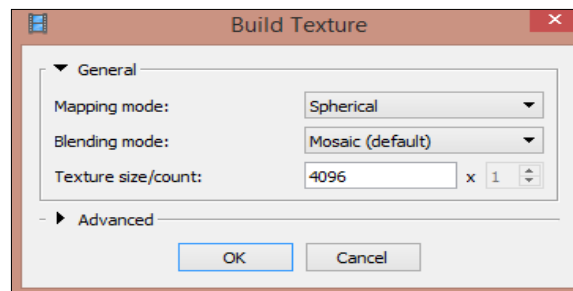 Build Texture
General
Mapping mode: Spherical
Blending mode: Mosaic (default)
Texture size/count: 4096 x 1
Advanced
OK Cancel